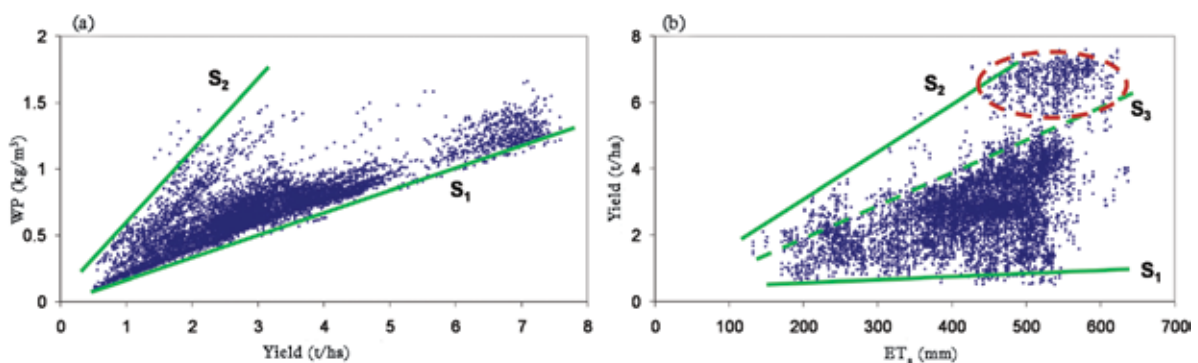 (a)
2
1.5
1
0.5
0
WP (kg/m³)
S₂
S₁
0 1 2 3 4 5 6 7 8
Yield (t/ha)
(b)
8
6
4
2
0
Yield (t/ha)
S₂
S₃
S₁
0 100 200 300 400 500 600 7000
ETₐ (mm)